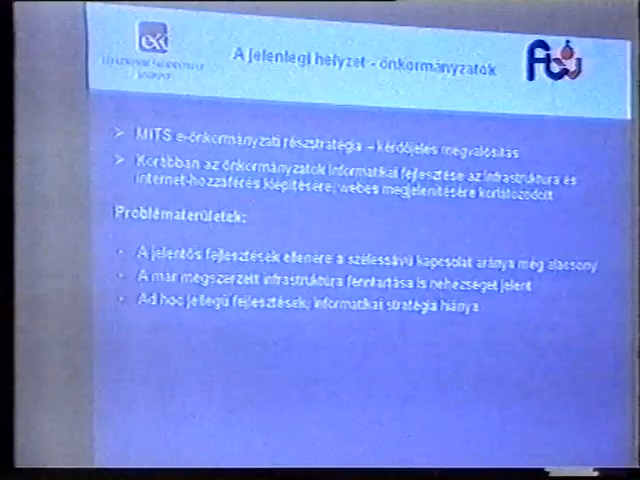 eki
A jelenlegi helyzet - önkormányzatok
➢ MITS e-önkormányzati részstratégia – kérdőjeles megvalósítás
➢ Korábban az önkormányzatok informatikai fejlesztése az infrastruktúra és
internet-hozzáférés kiépítésére, webes megjelenítésére korlátozódott
Problématerületek:
• A jelentős fejlesztések ellenére a szélessávú kapcsolat aránya még alacsony
• A már megszerzett infrastruktúra fenntartása is nehézséget jelent
• Ad hoc jellegű fejlesztések, informatikai stratégia hiánya